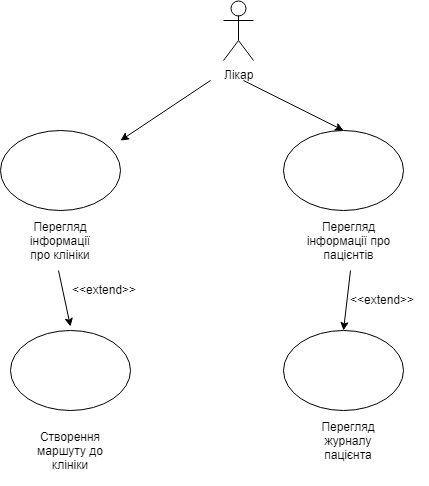 Лікар
Перегляд
інформації
про клініки
Перегляд
інформації про
пацієнтів
<<extend>>
<<extend>>
Створення
маршуту до
клініки
Перегляд
журналу
пацієнта